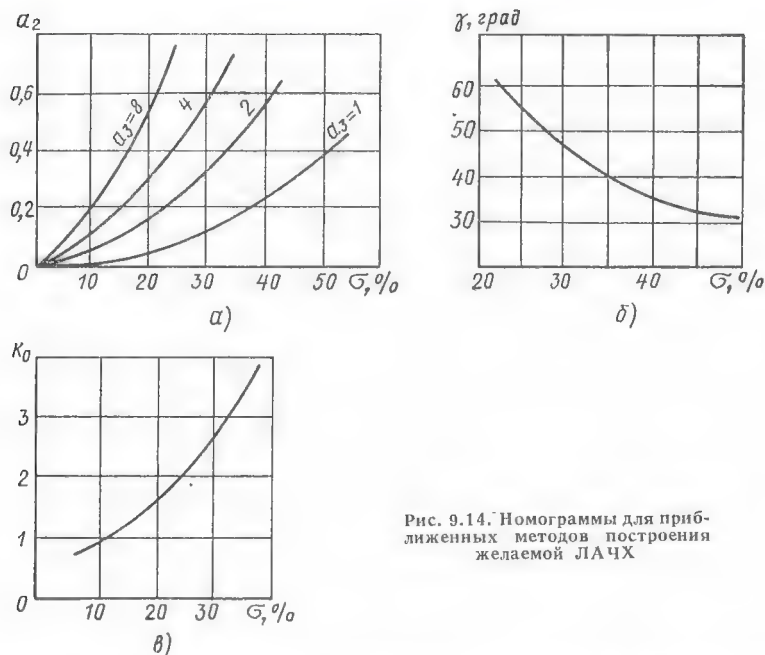 a₂
0,6
0,4
0,2
0
a₃=8
4
2
a₃=1
10 20 30 40 50 σ,%
а)
γ, град
60
50
40
30
20 30 40 σ,%
б)
K₀
3
2
1
0
10 20 30 σ,%
в)
Рис. 9.14. Номограммы для приб-
лиженных методов построения
желаемой ЛАЧХ